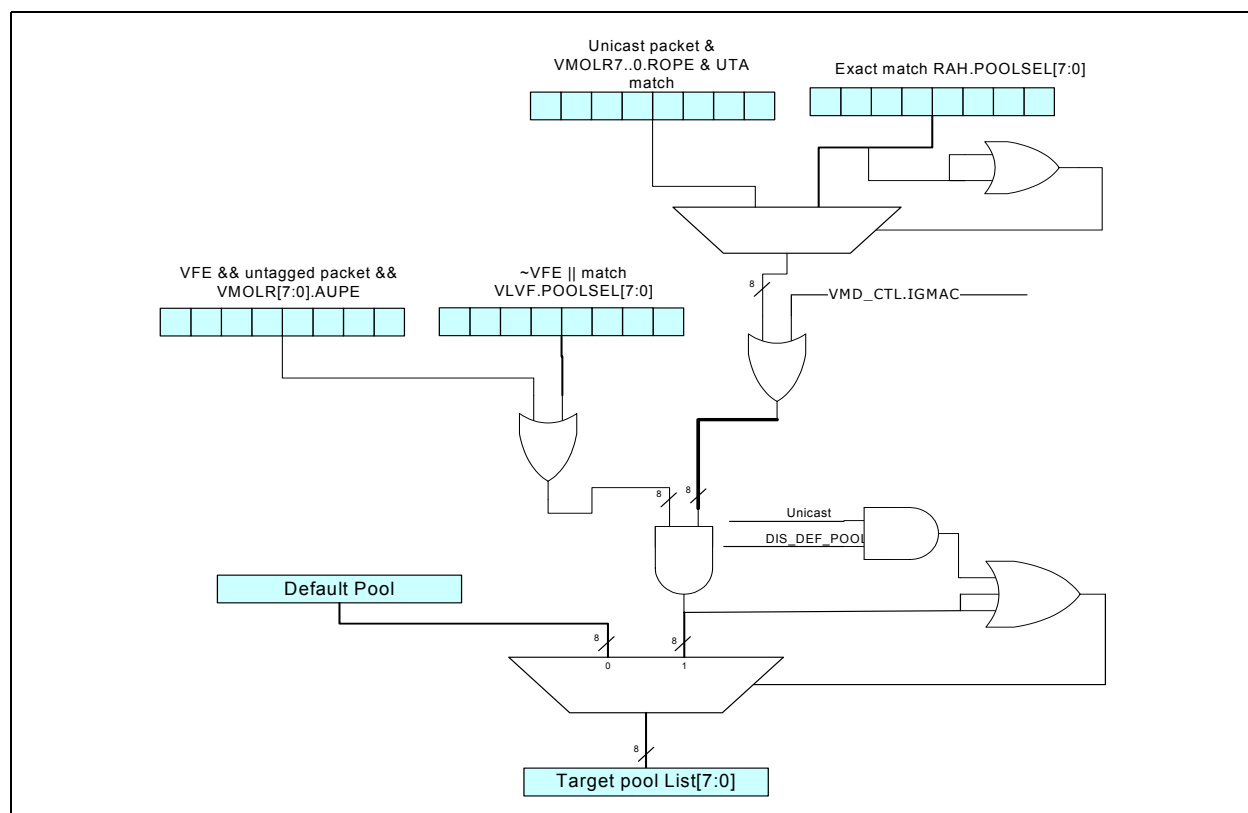 Unicast packet &
VMOLR7..0.ROPE & UTA
match
Exact match RAH.POOLSEL[7:0]
VFE && untagged packet &&
VMOLR[7:0].AUPE
~VFE || match
VLVF.POOLSEL[7:0]
8
VMD_CTL.IGMAC
8
8
Unicast
DIS_DEF_POOL
Default Pool
8
8
0
1
8
Target pool List[7:0]